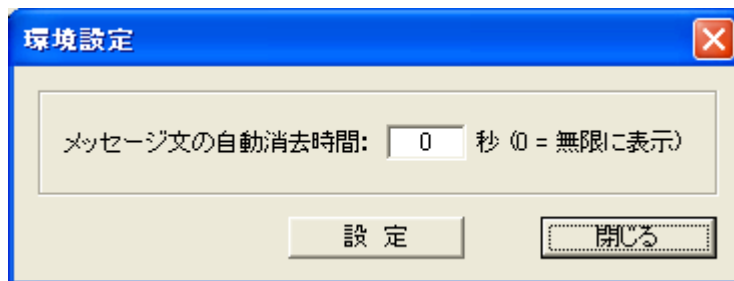 環境設定
メッセージ文の自動消去時間: 0 秒 (0 = 無限に表示)
設 定 閉じる